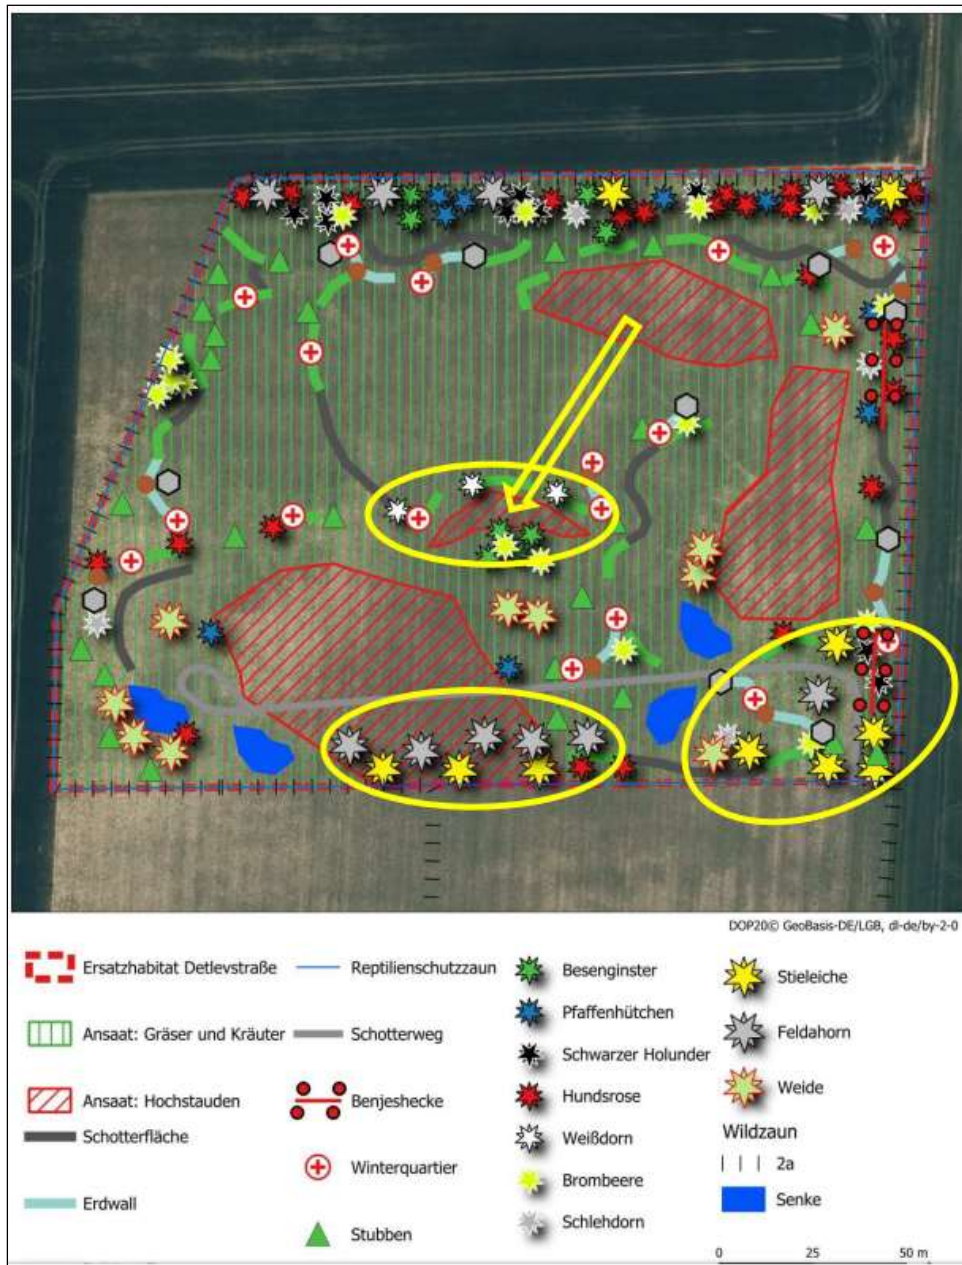 DOP20© GeoBasis-DE/LGB, dl-de/by-2-0
Ersatzhabitat Detlevstraße
Ansaat: Gräser und Kräuter
Ansaat: Hochstauden
Schotterfläche
Erdwall
Reptilienschutzzaun
Schotterweg
Benjeshecke
Winterquartier
Stubben
Besenginster
Pfaffenhütchen
Schwarzer Holunder
Hundsrose
Weißdorn
Brombeere
Schlehdorn
Stieleiche
Feldahorn
Weide
Wildzaun
2a
Senke
0 25 50 m